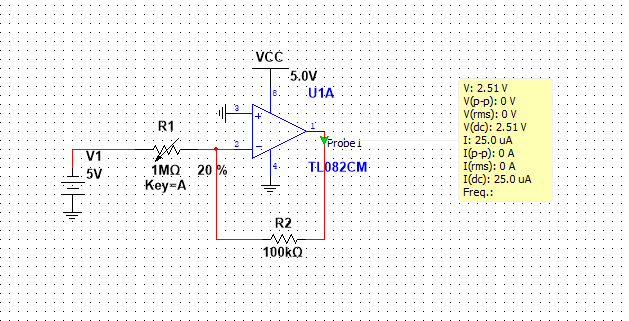 VCC
5.0V
U1A
8
3
+
R1
2
−
1
Probe1
4
TL082CM
V1
5V
1MΩ
20 %
Key=A
R2
100kΩ
V: 2.51 V
V(p-p): 0 V
V(rms): 0 V
V(dc): 2.51 V
I: 25.0 uA
I(p-p): 0 A
I(rms): 0 A
I(dc): 25.0 uA
Freq.: